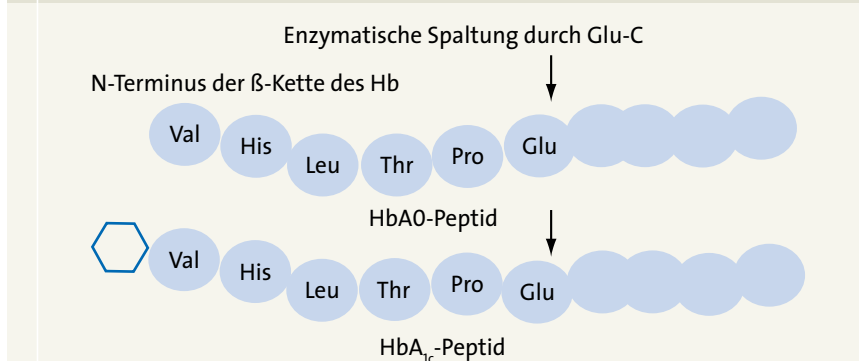 Enzymatische Spaltung durch Glu-C
N-Terminus der ß-Kette des Hb
Val His Leu Thr Pro Glu
HbA0-Peptid
Val His Leu Thr Pro Glu
HbA1c-Peptid